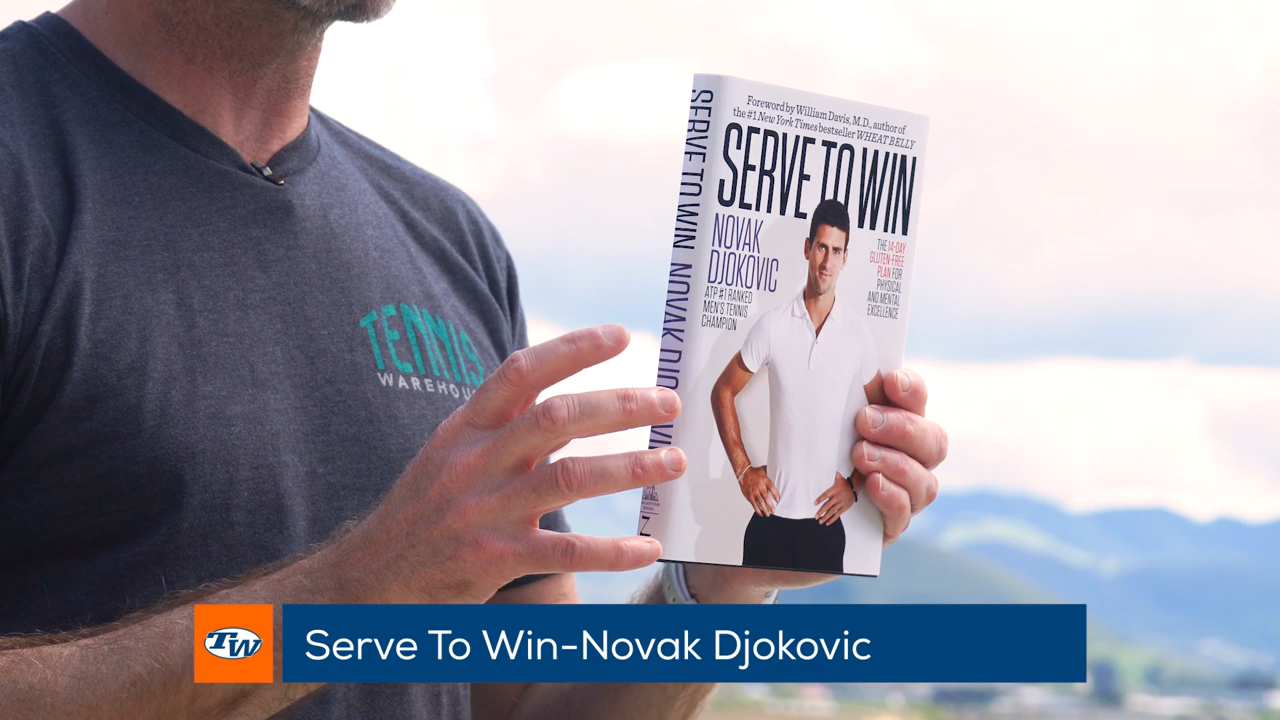 Foreword by William Davis, M.D., author of
the #1 New York Times bestseller WHEAT BELLY
SERVE TO WIN
NOVAK
DJOKOVIC
ATP #1 RANKED
MEN'S TENNIS
CHAMPION
THE 14-DAY
GLUTEN-FREE
PLAN FOR
PHYSICAL
AND MENTAL
EXCELLENCE
SERVE TO WIN NOVAK
Z
TENNIS
WAREHOU
TW
Serve To Win-Novak Djokovic